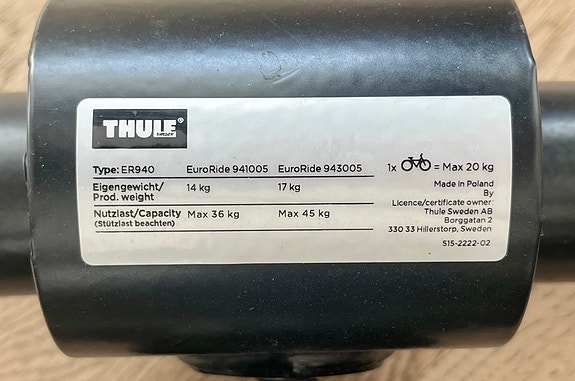 THULE®
SWEDEN
Type: ER940 EuroRide 941005 EuroRide 943005
Eigengewicht/
Prod. weight 14 kg 17 kg
Nutzlast/Capacity Max 36 kg Max 45 kg
(Stützlast beachten)
1x = Max 20 kg
Made in Poland
By
Licence/certificate owner:
Thule Sweden AB
Borggatan 2
330 33 Hillerstorp, Sweden
515-2222-02